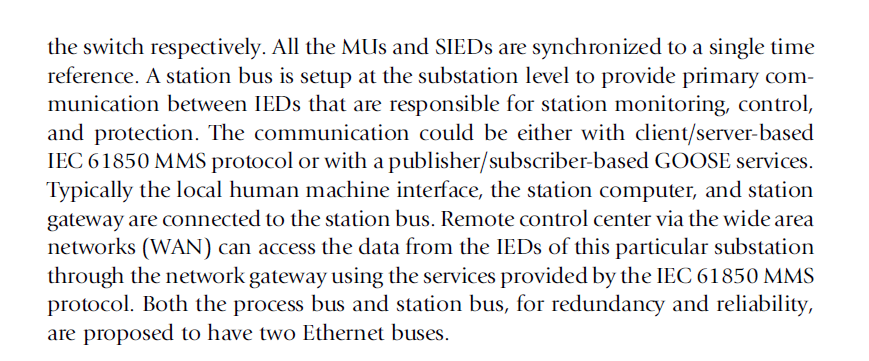 the switch respectively. All the MUs and SIEDs are synchronized to a single time
reference. A station bus is setup at the substation level to provide primary com-
munication between IEDs that are responsible for station monitoring, control,
and protection. The communication could be either with client/server-based
IEC 61850 MMS protocol or with a publisher/subscriber-based GOOSE services.
Typically the local human machine interface, the station computer, and station
gateway are connected to the station bus. Remote control center via the wide area
networks (WAN) can access the data from the IEDs of this particular substation
through the network gateway using the services provided by the IEC 61850 MMS
protocol. Both the process bus and station bus, for redundancy and reliability,
are proposed to have two Ethernet buses.